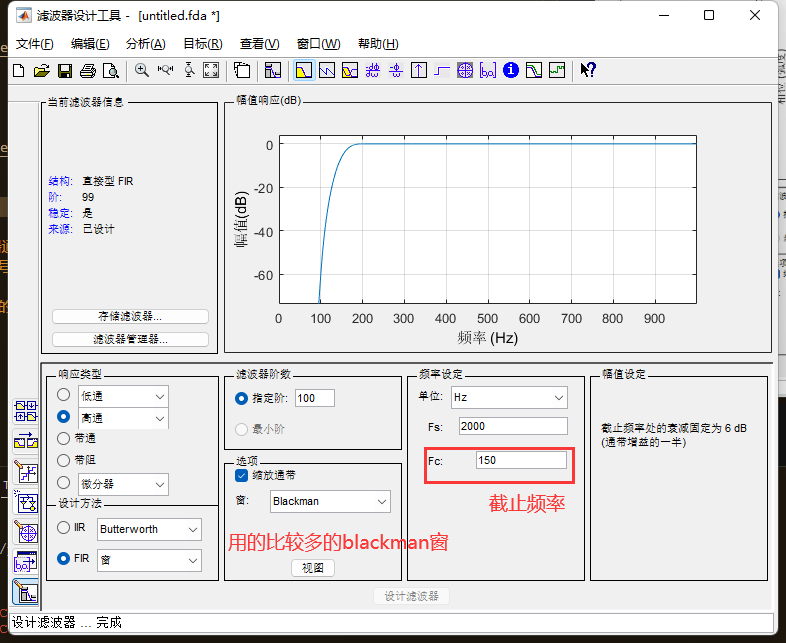 滤波器设计工具 - [untitled.fda *]
文件(F) 编辑(E) 分析(A) 目标(R) 查看(V) 窗口(W) 帮助(H)
当前滤波器信息
结构: 直接型 FIR
阶: 99
稳定: 是
来源: 已设计
存储滤波器...
滤波器管理器...
幅值响应(dB)
幅值(dB)
0
-20
-40
-60
0 100 200 300 400 500 600 700 800 900
频率 (Hz)
响应类型
低通
高通
带通
带阻
微分器
设计方法
IIR Butterworth
FIR 窗
滤波器阶数
指定阶: 100
最小阶
选项
缩放通带
窗: Blackman
用的比较多的blackman窗
视图
频率设定
单位: Hz
Fs: 2000
Fc: 150
截止频率
幅值设定
截止频率处的衰减固定为 6 dB
(通带增益的一半)
设计滤波器
设计滤波器 ... 完成